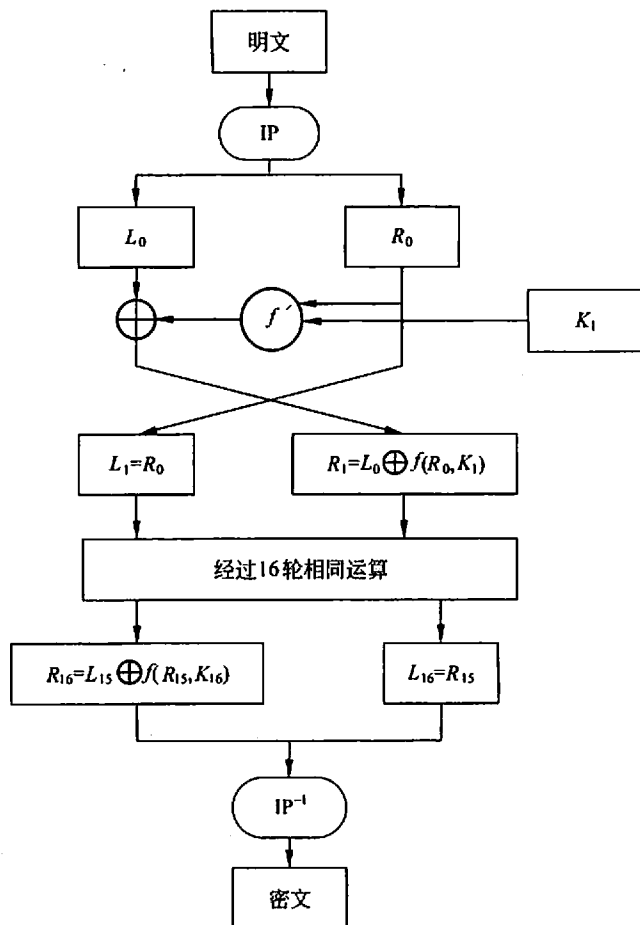 明文
IP
L₀
R₀
f′
K₁
L₁=R₀
R₁=L₀⊕f(R₀,K₁)
经过16轮相同运算
R₁₆=L₁₅⊕f(R₁₅,K₁₆)
L₁₆=R₁₅
IP⁻¹
密文